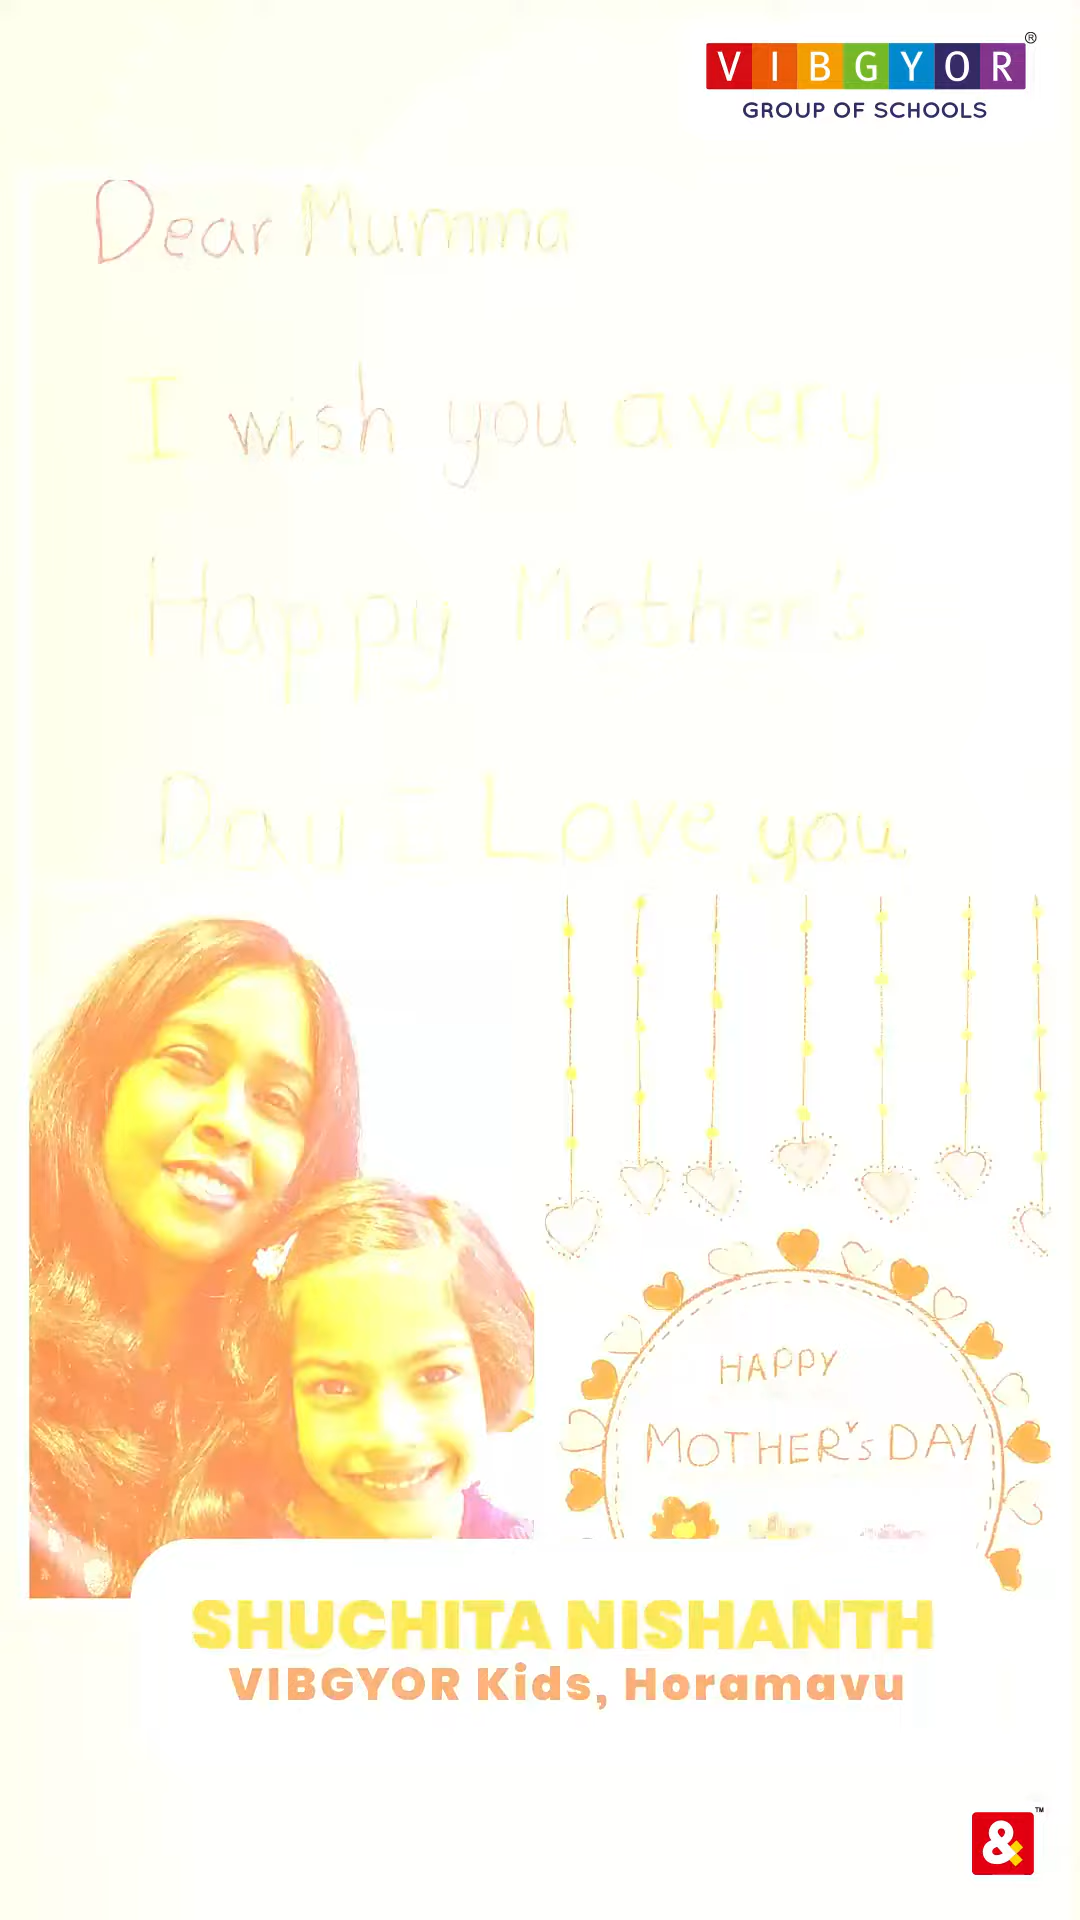 VIBGYOR ®
GROUP OF SCHOOLS
Dear Mumma
I wish you a very
Happy Mother's
Day I Love you
HAPPY
MOTHER's DAY
SHUCHITA NISHANTH
VIBGYOR Kids, Horamavu
& ™